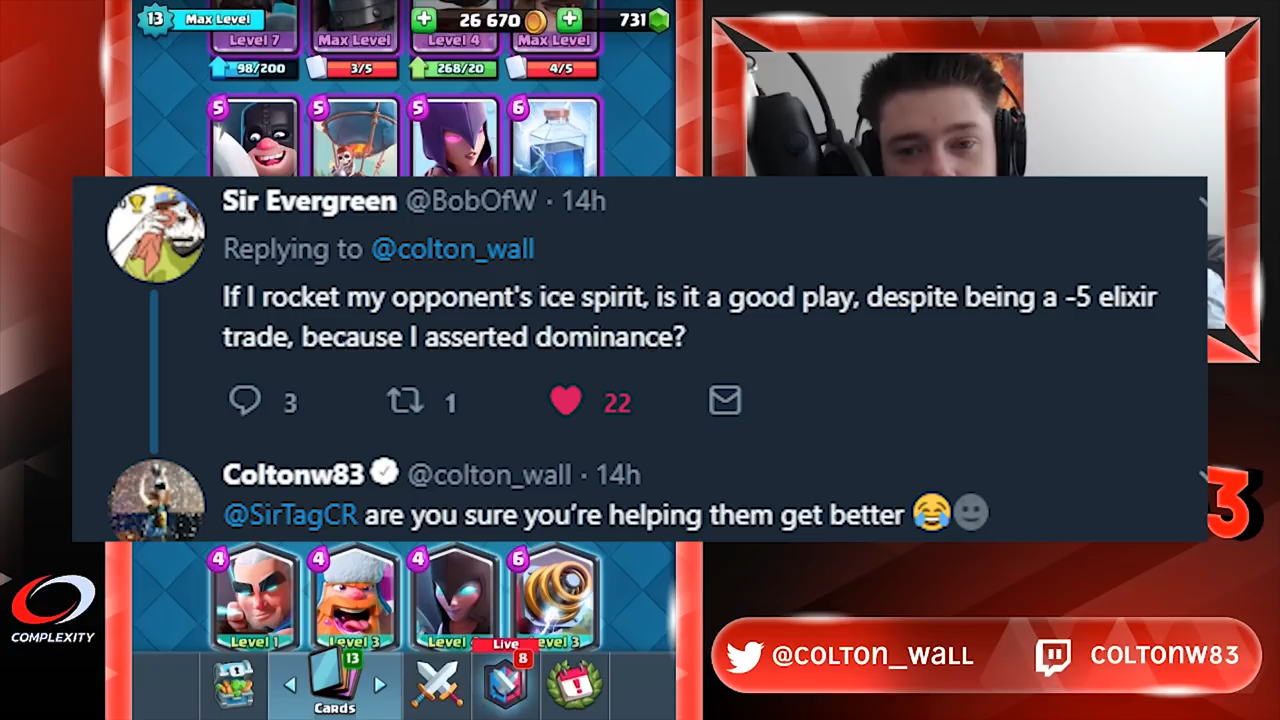 13 Max Level
26 670
731
Level 7
Max Level
Level 4
Max Level
98/200
3/5
268/20
4/5
5
5
5
6
Sir Evergreen @BobOfW · 14h
Replying to @colton_wall
If I rocket my opponent's ice spirit, is it a good play, despite being a -5 elixir
trade, because I asserted dominance?
3
1
22
Coltonw83 @colton_wall · 14h
@SirTagCR are you sure you’re helping them get better 😂
3
4
4
4
6
Level 1
Level 3
Level
evel 3
COMPLEXITY
Live
13
8
Cards
@COLTON_WALL
COLTONW83